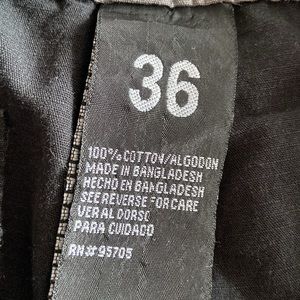 36
100% COTTON/ALGODON
MADE IN BANGLADESH
HECHO EN BANGLADESH
SEE REVERSE FOR CARE
VER AL DORSO
PARA CUIDADO
RN# 95705